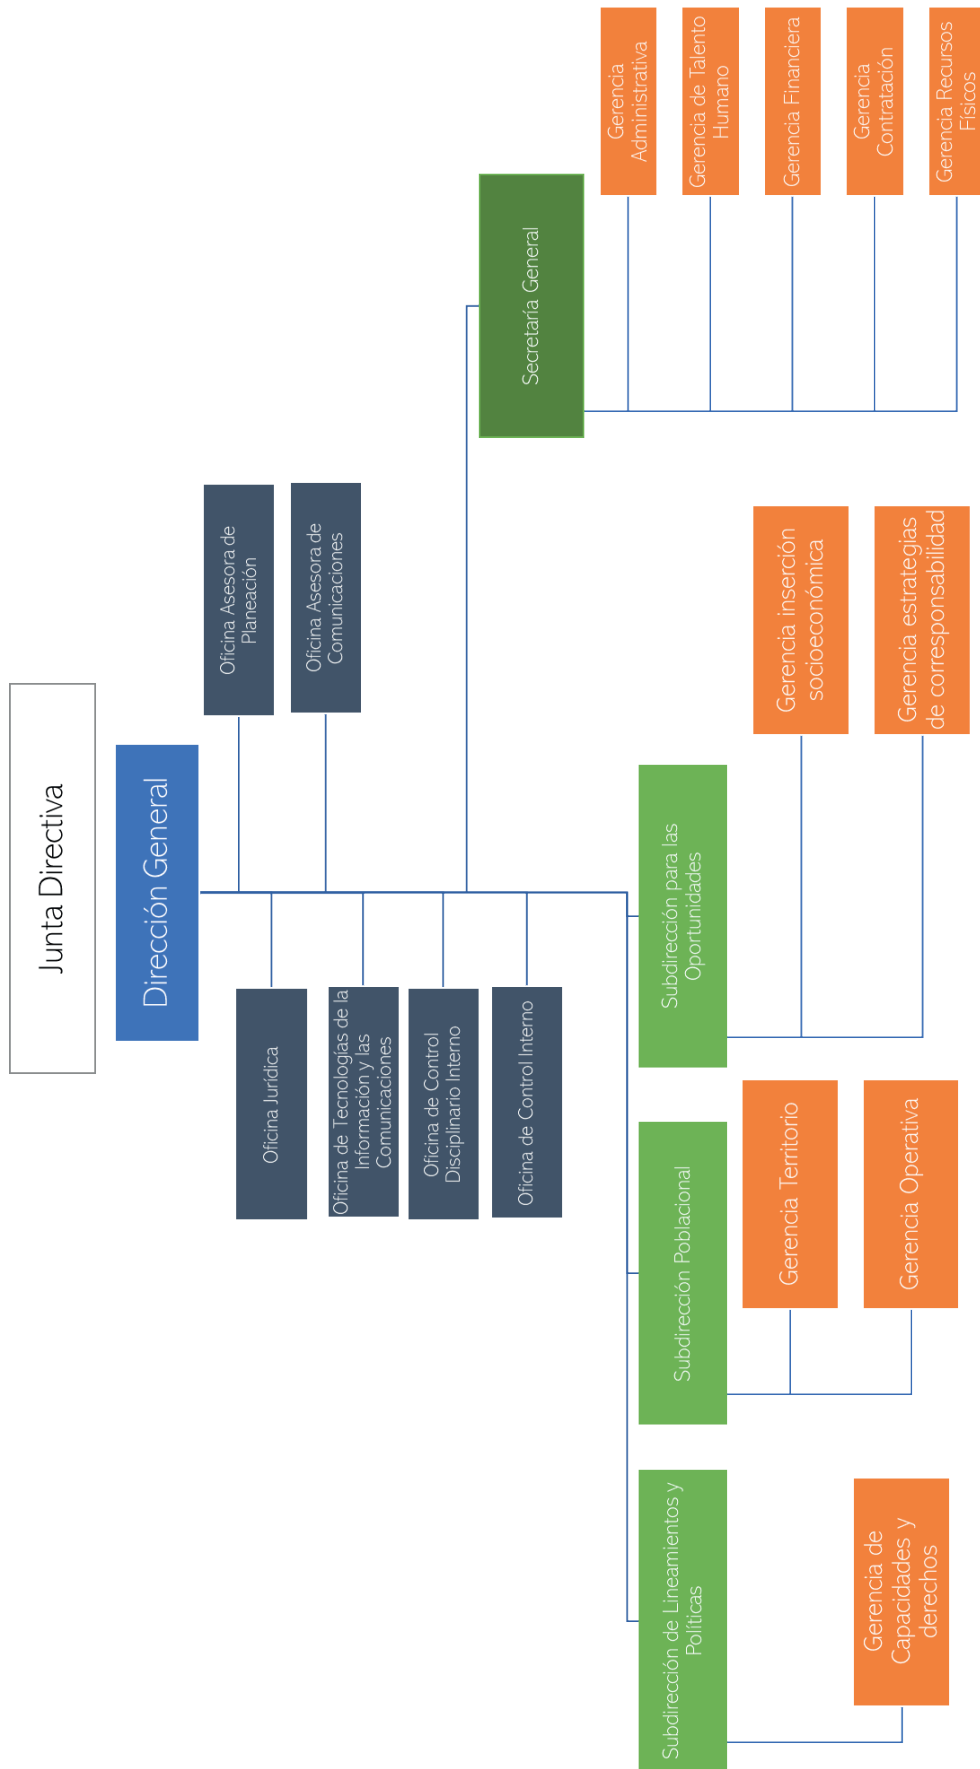 Junta Directiva
Dirección General
Oficina Asesora de
Planeación
Oficina Asesora de
Comunicaciones
Oficina Jurídica
Oficina de Tecnologías de la
Información y las
Comunicaciones
Oficina de Control
Disciplinario Interno
Oficina de Control Interno
Secretaría General
Subdirección de Lineamientos y
Políticas
Subdirección Poblacional
Subdirección para las
Oportunidades
Gerencia de
Capacidades y
derechos
Gerencia Territorio
Gerencia Operativa
Gerencia inserción
socioeconómica
Gerencia estrategias
de corresponsabilidad
Gerencia
Administrativa
Gerencia de Talento
Humano
Gerencia Financiera
Gerencia
Contratación
Gerencia Recursos
Físicos